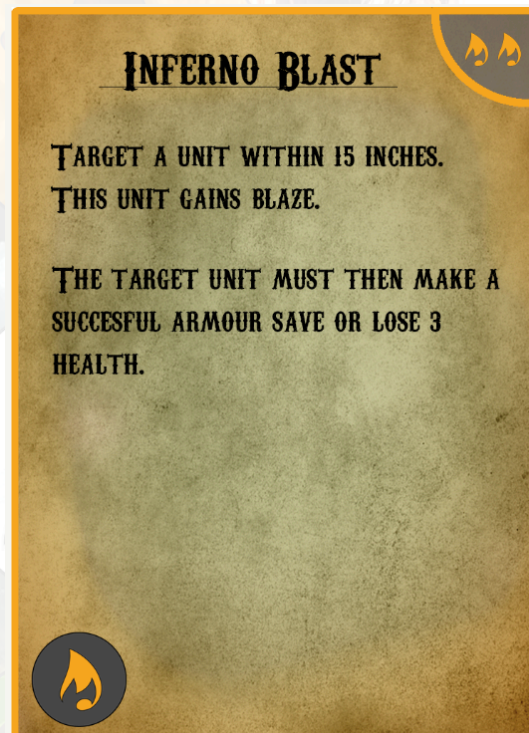 Inferno Blast
Target a unit within 15 inches.
This unit gains blaze.
The target unit must then make a
succesful armour save or lose 3
health.